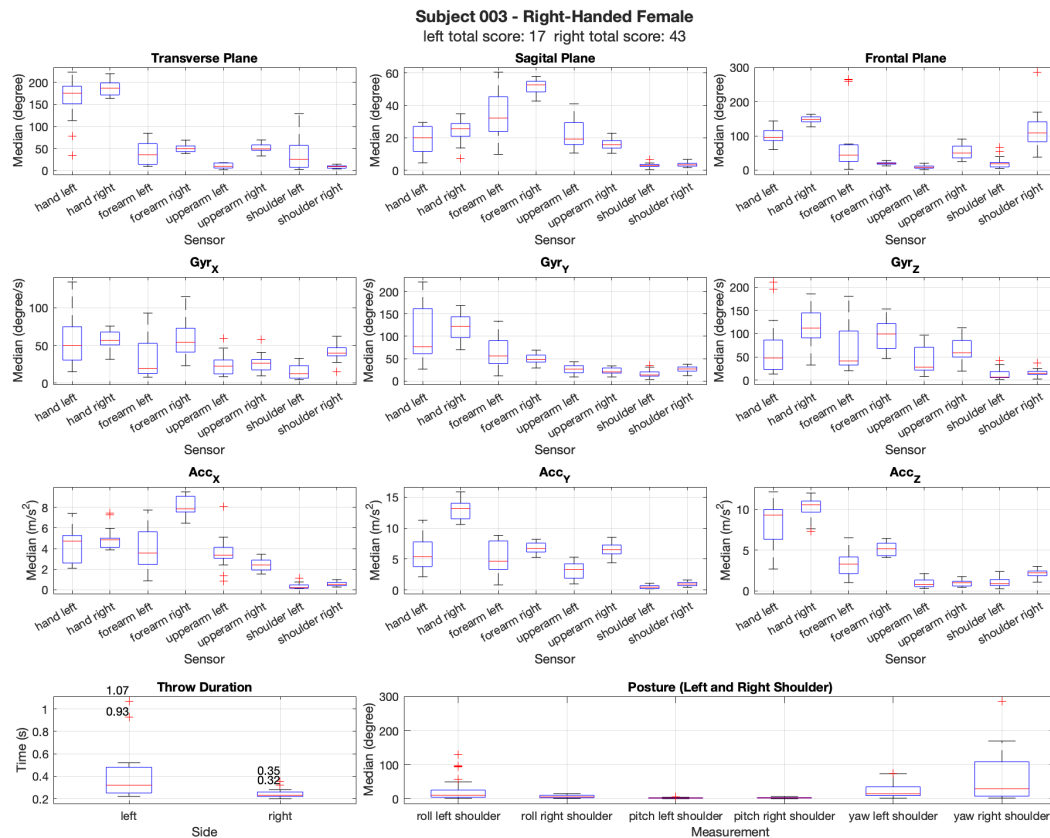 Subject 003 - Right-Handed Female
left total score: 17  right total score: 43
Transverse Plane
Median (degree)
200
150
100
50
0
hand left
hand right
forearm left
forearm right
upperarm left
upperarm right
shoulder left
shoulder right
Sensor
Sagital Plane
Median (degree)
60
40
20
0
hand left
hand right
forearm left
forearm right
upperarm left
upperarm right
shoulder left
shoulder right
Sensor
Frontal Plane
Median (degree)
300
200
100
0
hand left
hand right
forearm left
forearm right
upperarm left
upperarm right
shoulder left
shoulder right
Sensor
Gyr_X
Median (degree/s)
100
50
0
hand left
hand right
forearm left
forearm right
upperarm left
upperarm right
shoulder left
shoulder right
Sensor
Gyr_Y
Median (degree/s)
200
150
100
50
0
hand left
hand right
forearm left
forearm right
upperarm left
upperarm right
shoulder left
shoulder right
Sensor
Gyr_Z
Median (degree/s)
200
150
100
50
0
hand left
hand right
forearm left
forearm right
upperarm left
upperarm right
shoulder left
shoulder right
Sensor
Acc_X
Median (m/s²)
8
6
4
2
0
hand left
hand right
forearm left
forearm right
upperarm left
upperarm right
shoulder left
shoulder right
Sensor
Acc_Y
Median (m/s²)
15
10
5
0
hand left
hand right
forearm left
forearm right
upperarm left
upperarm right
shoulder left
shoulder right
Sensor
Acc_Z
Median (m/s²)
10
5
0
hand left
hand right
forearm left
forearm right
upperarm left
upperarm right
shoulder left
shoulder right
Sensor
Throw Duration
Time (s)
1
0.8
0.6
0.4
0.2
1.07
0.93
0.35
0.32
left
right
Side
Posture (Left and Right Shoulder)
Median (degree)
300
200
100
0
roll left shoulder
roll right shoulder
pitch left shoulder
pitch right shoulder
yaw left shoulder
yaw right shoulder
Measurement